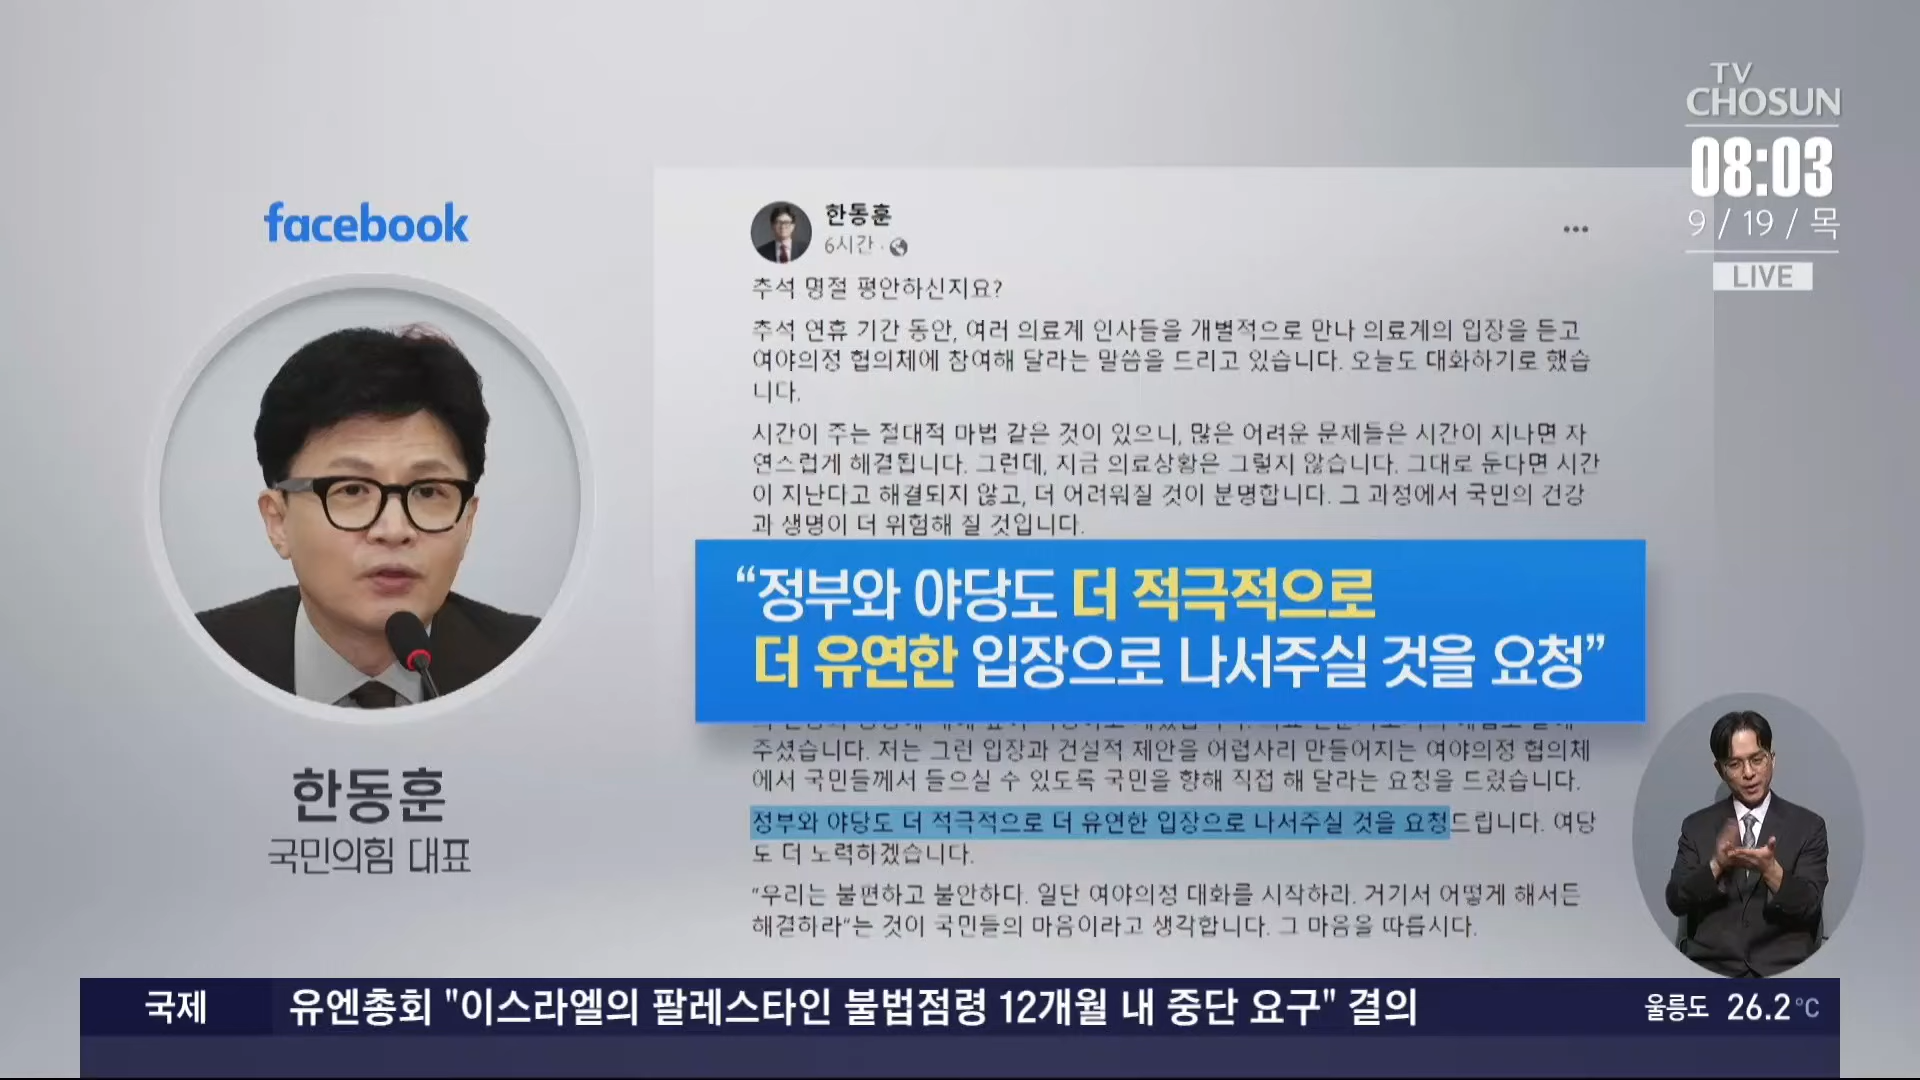 TV
CHOSUN
08:03
9 / 19 / 목
LIVE
facebook
한동훈
국민의힘 대표
한동훈
6시간 ·
추석 명절 평안하신지요?
추석 연휴 기간 동안, 여러 의료계 인사들을 개별적으로 만나 의료계의 입장을 듣고
여야의정 협의체에 참여해 달라는 말씀을 드리고 있습니다. 오늘도 대화하기로 했습
니다.
시간이 주는 절대적 마법 같은 것이 있으니, 많은 어려운 문제들은 시간이 지나면 자
연스럽게 해결됩니다. 그런데, 지금 의료상황은 그렇지 않습니다. 그대로 둔다면 시간
이 지난다고 해결되지 않고, 더 어려워질 것이 분명합니다. 그 과정에서 국민의 건강
과 생명이 더 위험해 질 것입니다.
“정부와 야당도 더 적극적으로
더 유연한 입장으로 나서주실 것을 요청”
주셨습니다. 저는 그런 입장과 건설적 제안을 어렵사리 만들어지는 여야의정 협의체
에서 국민들께서 들으실 수 있도록 국민을 향해 직접 해 달라는 요청을 드렸습니다.
정부와 야당도 더 적극적으로 더 유연한 입장으로 나서주실 것을 요청드립니다. 여당
도 더 노력하겠습니다.
"우리는 불편하고 불안하다. 일단 여야의정 대화를 시작하라. 거기서 어떻게 해서든
해결하라"는 것이 국민들의 마음이라고 생각합니다. 그 마음을 따릅시다.
국제 유엔총회 "이스라엘의 팔레스타인 불법점령 12개월 내 중단 요구" 결의 울릉도 26.2℃